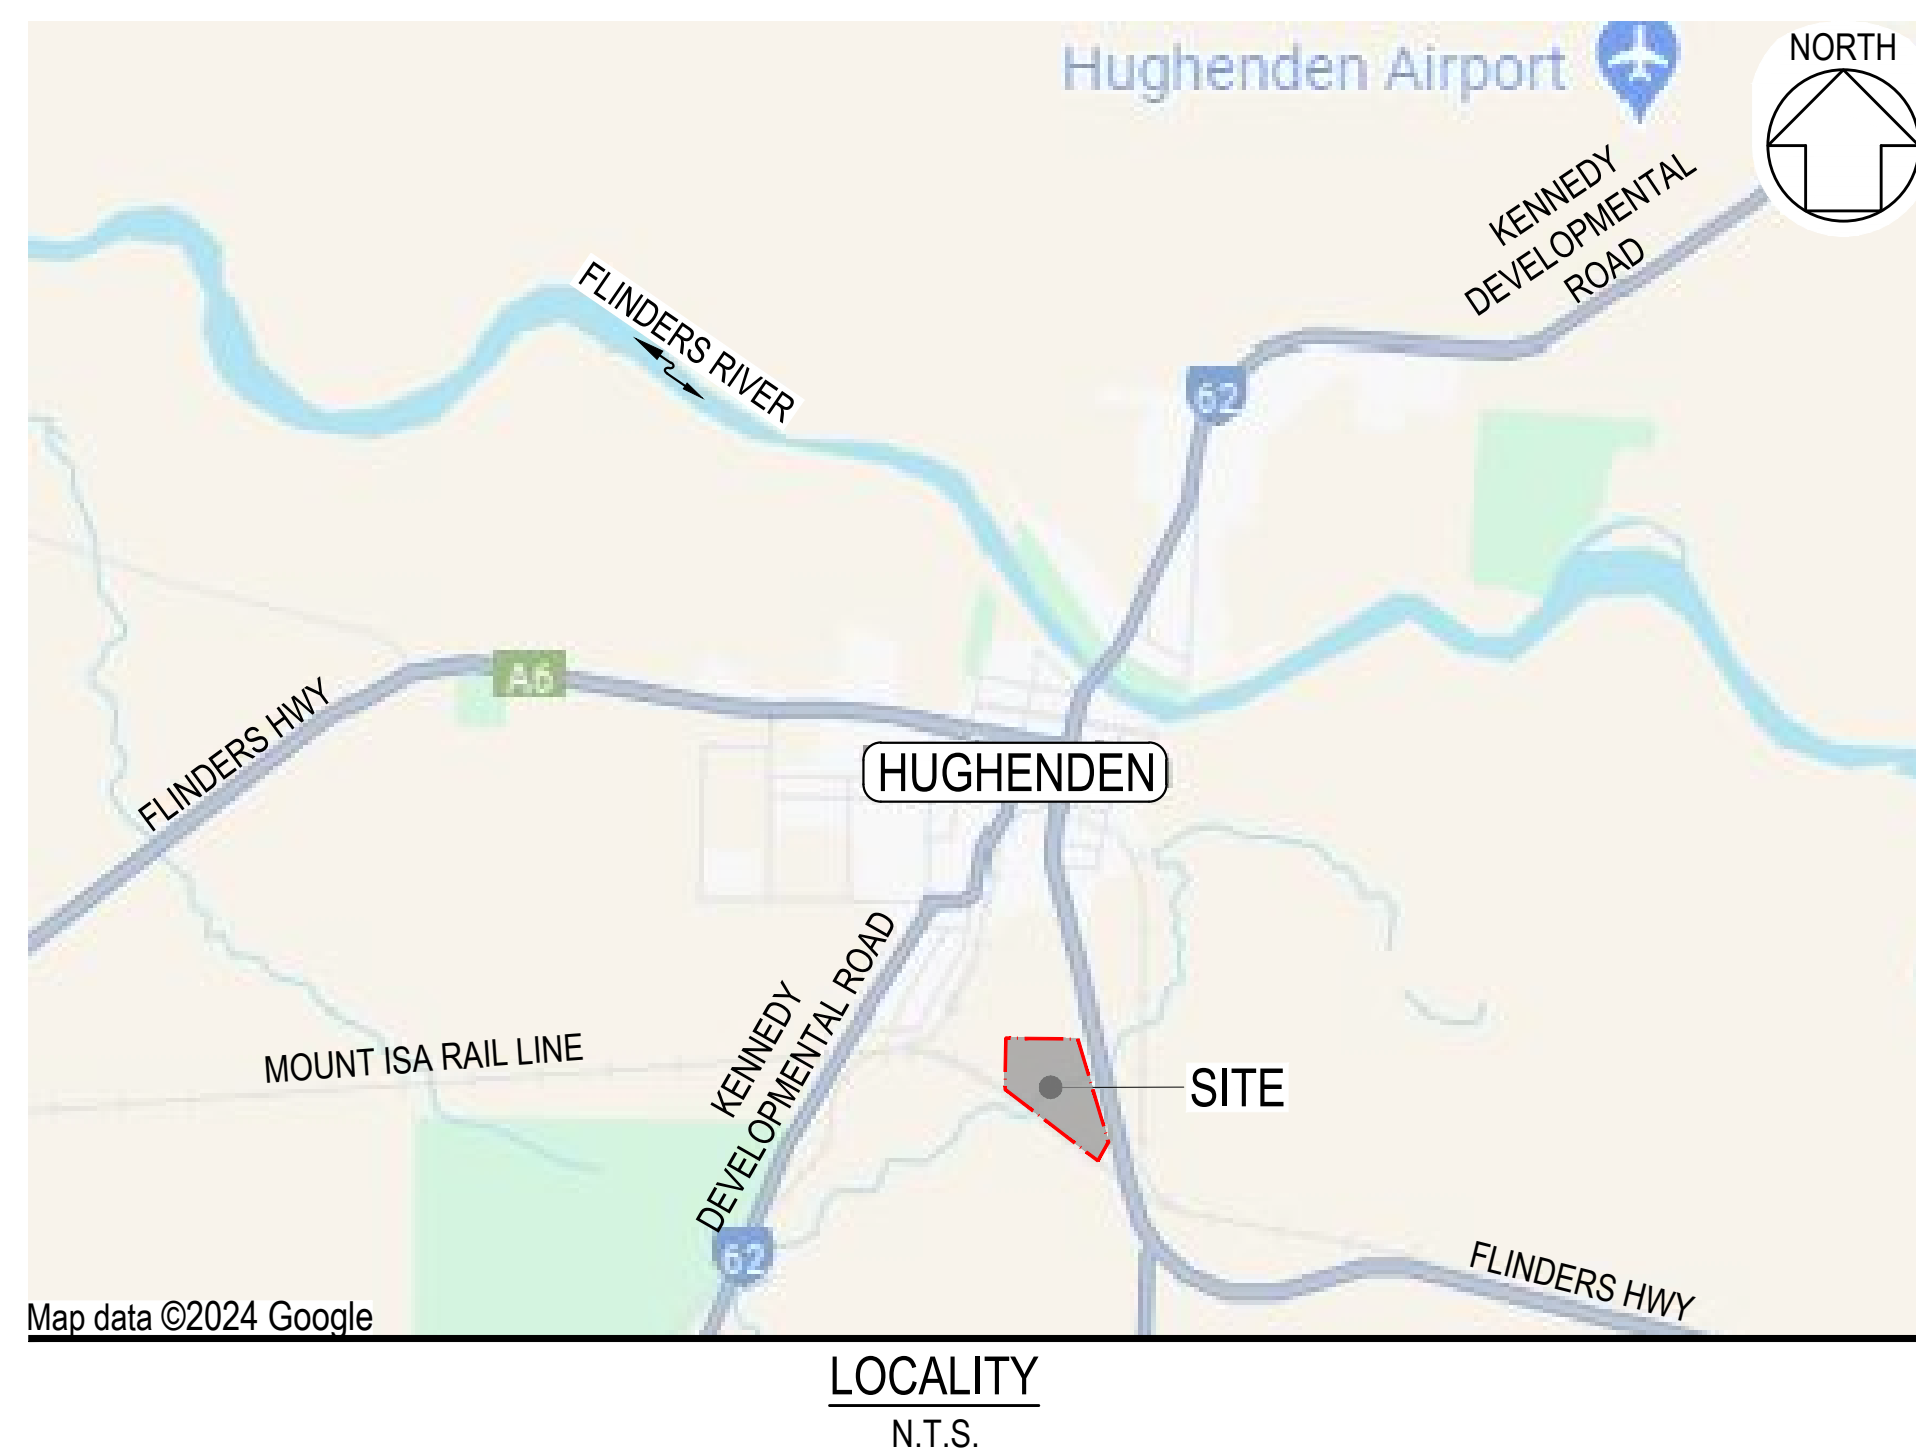 Hughenden Airport
NORTH
KENNEDY
DEVELOPMENTAL
ROAD
FLINDERS RIVER
62
A6
FLINDERS HWY
HUGHENDEN
KENNEDY
DEVELOPMENTAL ROAD
MOUNT ISA RAIL LINE
SITE
62
FLINDERS HWY
Map data ©2024 Google
LOCALITY
N.T.S.